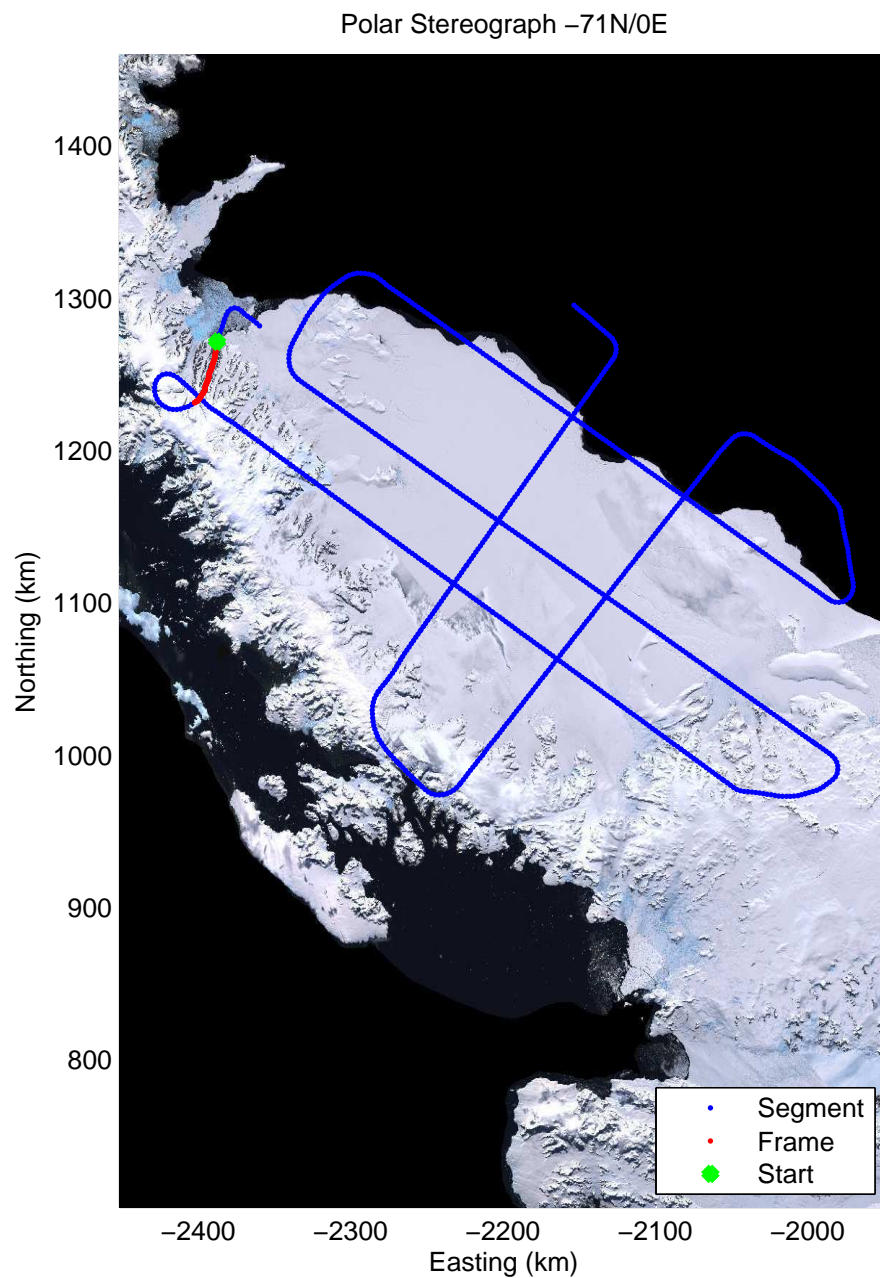 Polar Stereograph −71N/0E
1400
1300
1200
1100
1000
900
800
Northing (km)
Segment
Frame
Start
−2400
−2300
−2200
−2100
−2000
Easting (km)